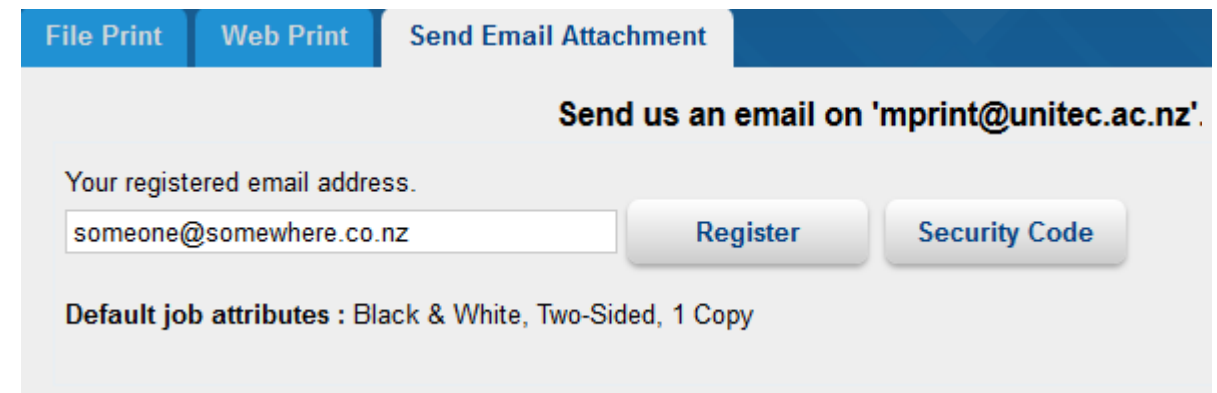 File Print Web Print Send Email Attachment
Send us an email on 'mprint@unitec.ac.nz'.
Your registered email address.
someone@somewhere.co.nz Register Security Code
Default job attributes : Black & White, Two-Sided, 1 Copy